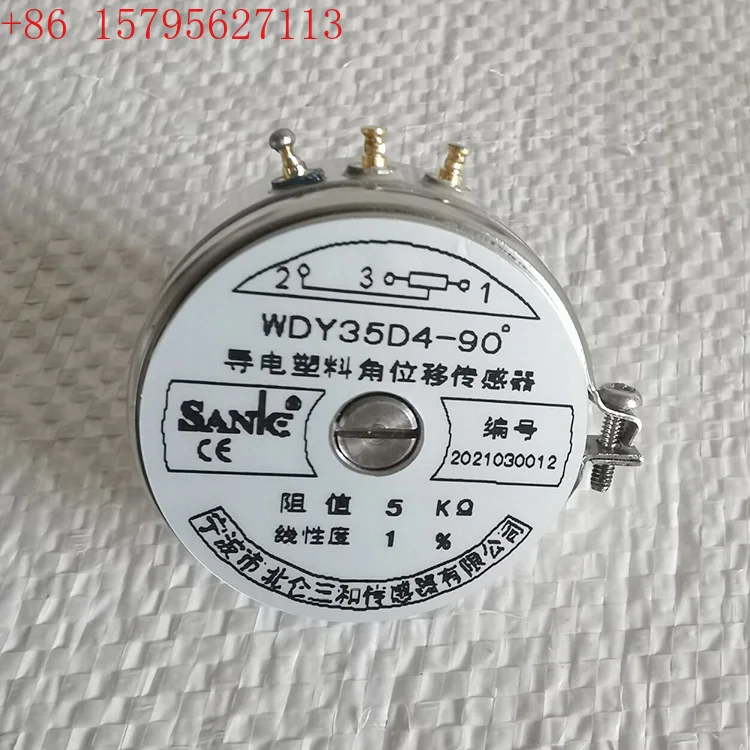 +86 15795627113
2 3 1
WDY35D4-90°
导电塑料角位移传感器
SANKE
CE
编号
2021030012
阻值 5 KΩ
线性度 1 %
宁波市北仑三和传感器有限公司